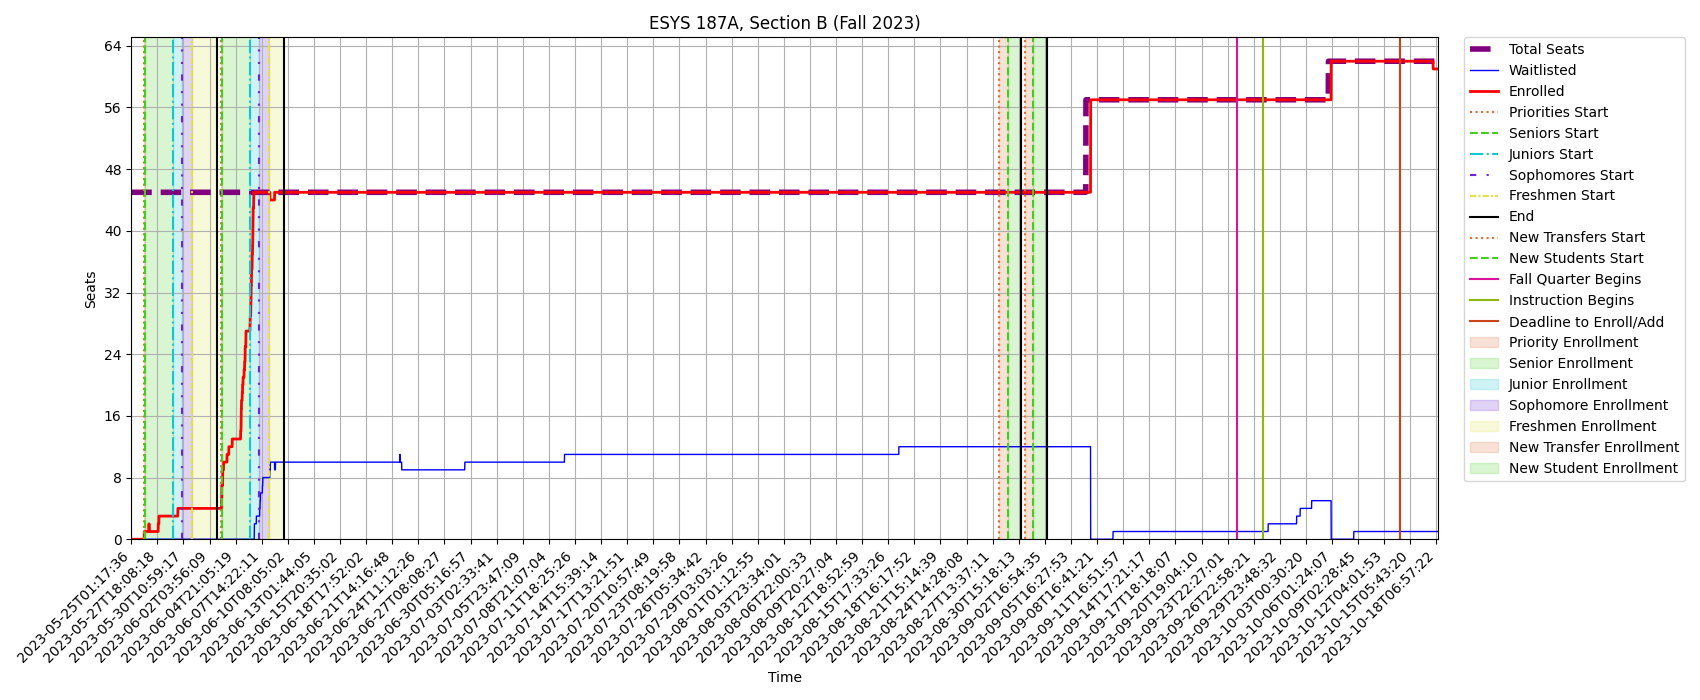 ESYS 187A, Section B (Fall 2023)
Seats
64
56
48
40
32
24
16
8
0
2023-05-25T01:17:36
2023-05-27T18:08:18
2023-05-30T10:59:17
2023-06-02T03:56:09
2023-06-04T21:05:19
2023-06-07T14:22:11
2023-06-10T08:05:02
2023-06-13T01:44:05
2023-06-15T20:35:02
2023-06-18T17:52:02
2023-06-21T14:16:48
2023-06-24T11:12:26
2023-06-27T08:08:27
2023-06-30T05:16:57
2023-07-03T02:33:41
2023-07-05T23:47:09
2023-07-08T21:07:04
2023-07-11T18:25:26
2023-07-14T15:39:14
2023-07-17T13:21:51
2023-07-20T10:57:49
2023-07-23T08:19:58
2023-07-26T05:34:42
2023-07-29T03:03:26
2023-08-01T01:12:55
2023-08-03T23:34:01
2023-08-06T22:00:33
2023-08-09T20:27:04
2023-08-12T18:52:59
2023-08-15T17:33:26
2023-08-18T16:17:52
2023-08-21T15:14:39
2023-08-24T14:28:08
2023-08-27T13:37:11
2023-08-30T15:18:13
2023-09-02T16:54:35
2023-09-05T16:27:53
2023-09-08T16:41:21
2023-09-11T16:51:57
2023-09-14T17:21:17
2023-09-17T18:18:07
2023-09-20T19:04:10
2023-09-23T22:27:01
2023-09-26T22:58:21
2023-09-29T23:48:32
2023-10-03T00:30:20
2023-10-06T01:24:07
2023-10-09T02:28:45
2023-10-12T04:01:53
2023-10-15T05:43:20
2023-10-18T06:57:22
Time
Total Seats
Waitlisted
Enrolled
Priorities Start
Seniors Start
Juniors Start
Sophomores Start
Freshmen Start
End
New Transfers Start
New Students Start
Fall Quarter Begins
Instruction Begins
Deadline to Enroll/Add
Priority Enrollment
Senior Enrollment
Junior Enrollment
Sophomore Enrollment
Freshmen Enrollment
New Transfer Enrollment
New Student Enrollment